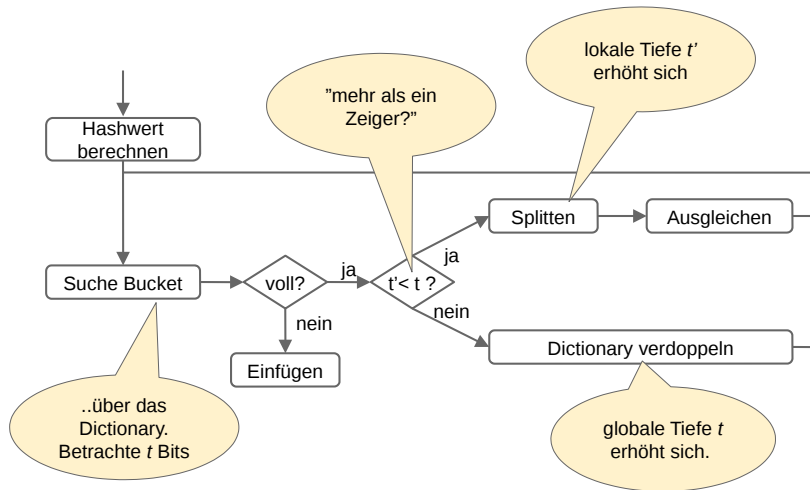 lokale Tiefe t'
erhöht sich
"mehr als ein
Zeiger?"
Hashwert
berechnen
Splitten
Ausgleichen
ja
Suche Bucket
voll?
ja
t'< t ?
nein
nein
Einfügen
Dictionary verdoppeln
..über das
Dictionary.
Betrachte t Bits
globale Tiefe t
erhöht sich.